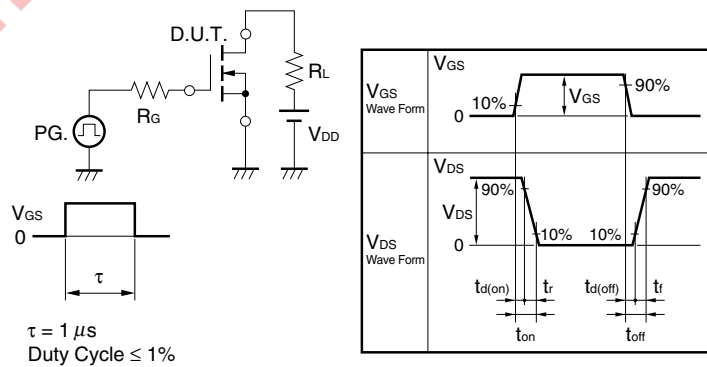 D.U.T.
RL
RG
PG.
VDD
VGS
0
τ
τ = 1 μs
Duty Cycle ≤ 1%
VGS
Wave Form
VGS
10%
0
VGS
90%
VDS
Wave Form
VDS
90%
90%
VDS
10% 10%
0
td(on) tr td(off) tf
ton toff